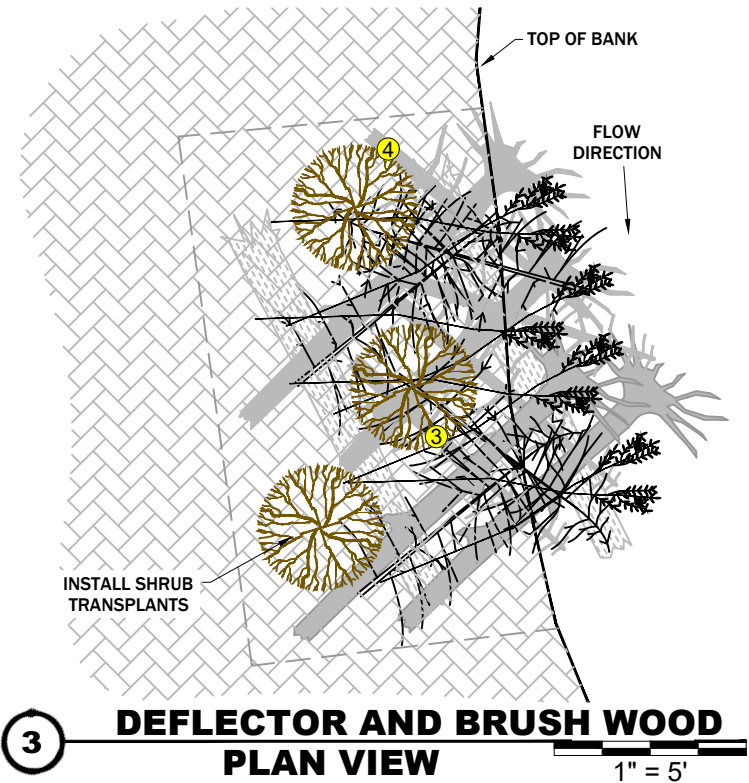 TOP OF BANK
FLOW
DIRECTION
4
3
INSTALL SHRUB
TRANSPLANTS
3
DEFLECTOR AND BRUSH WOOD
PLAN VIEW
1" = 5'